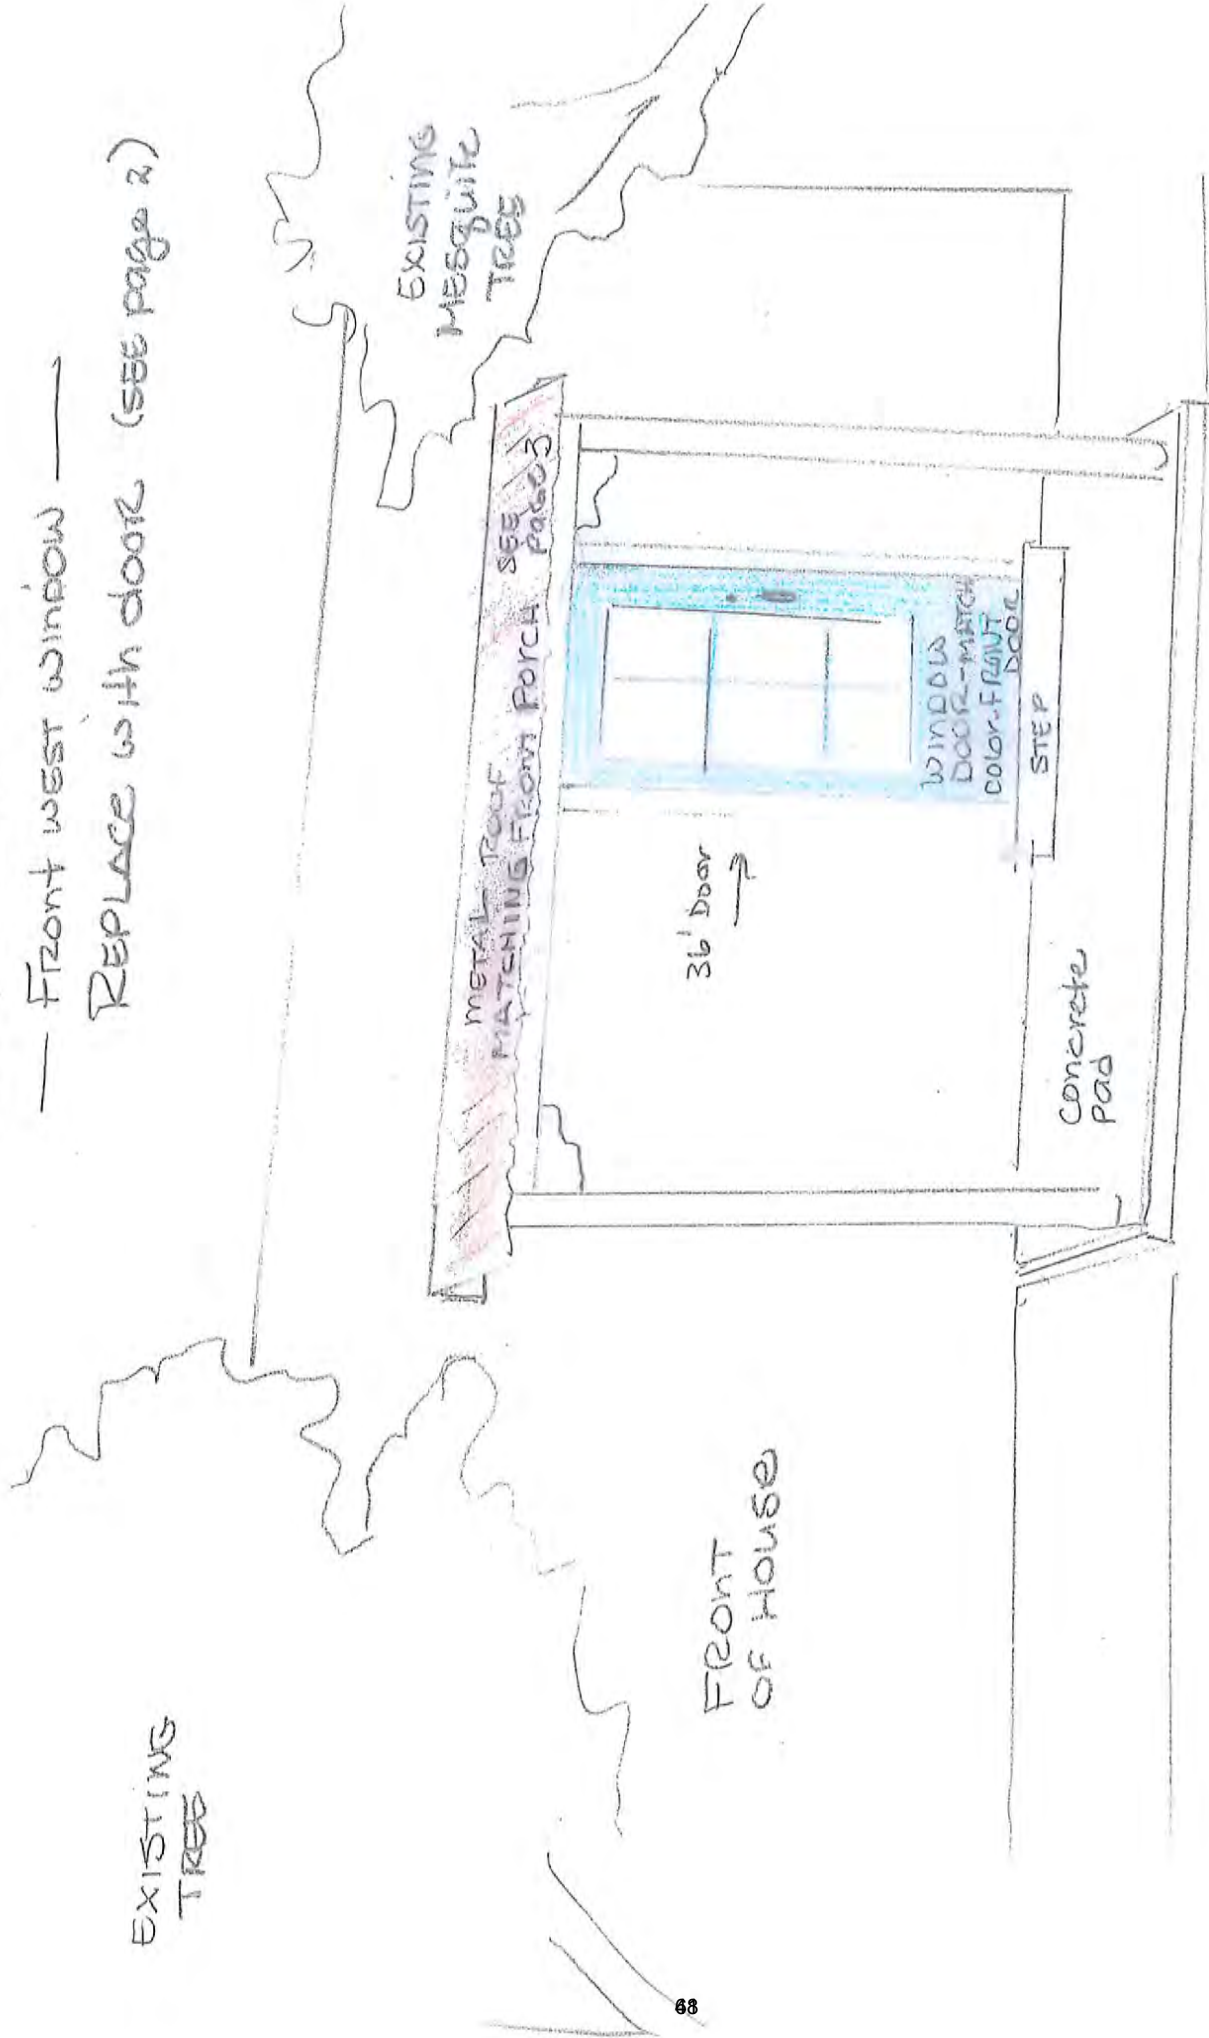 — Front WEST WINDOW —
REPLACE with door (SEE page 2)
EXISTING
TREE
EXISTING
MESQUITE
TREE
METAL ROOF
MATCHING FRONT PORCH
SEE
Page 3
36' Door
WINDOW
DOOR-MATCH
COLOR-FRONT
DOOR
STEP
Concrete
Pad
FRONT
OF HOUSE